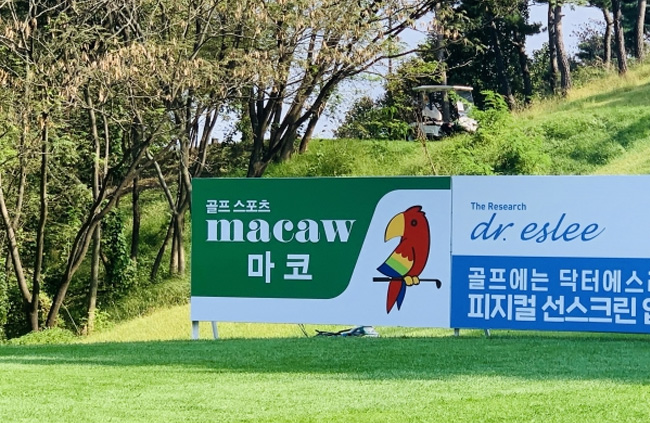 골프 스포츠
macaw
마코
The Research
dr. eslee
골프에는 닥터에스
피지컬 선스크린